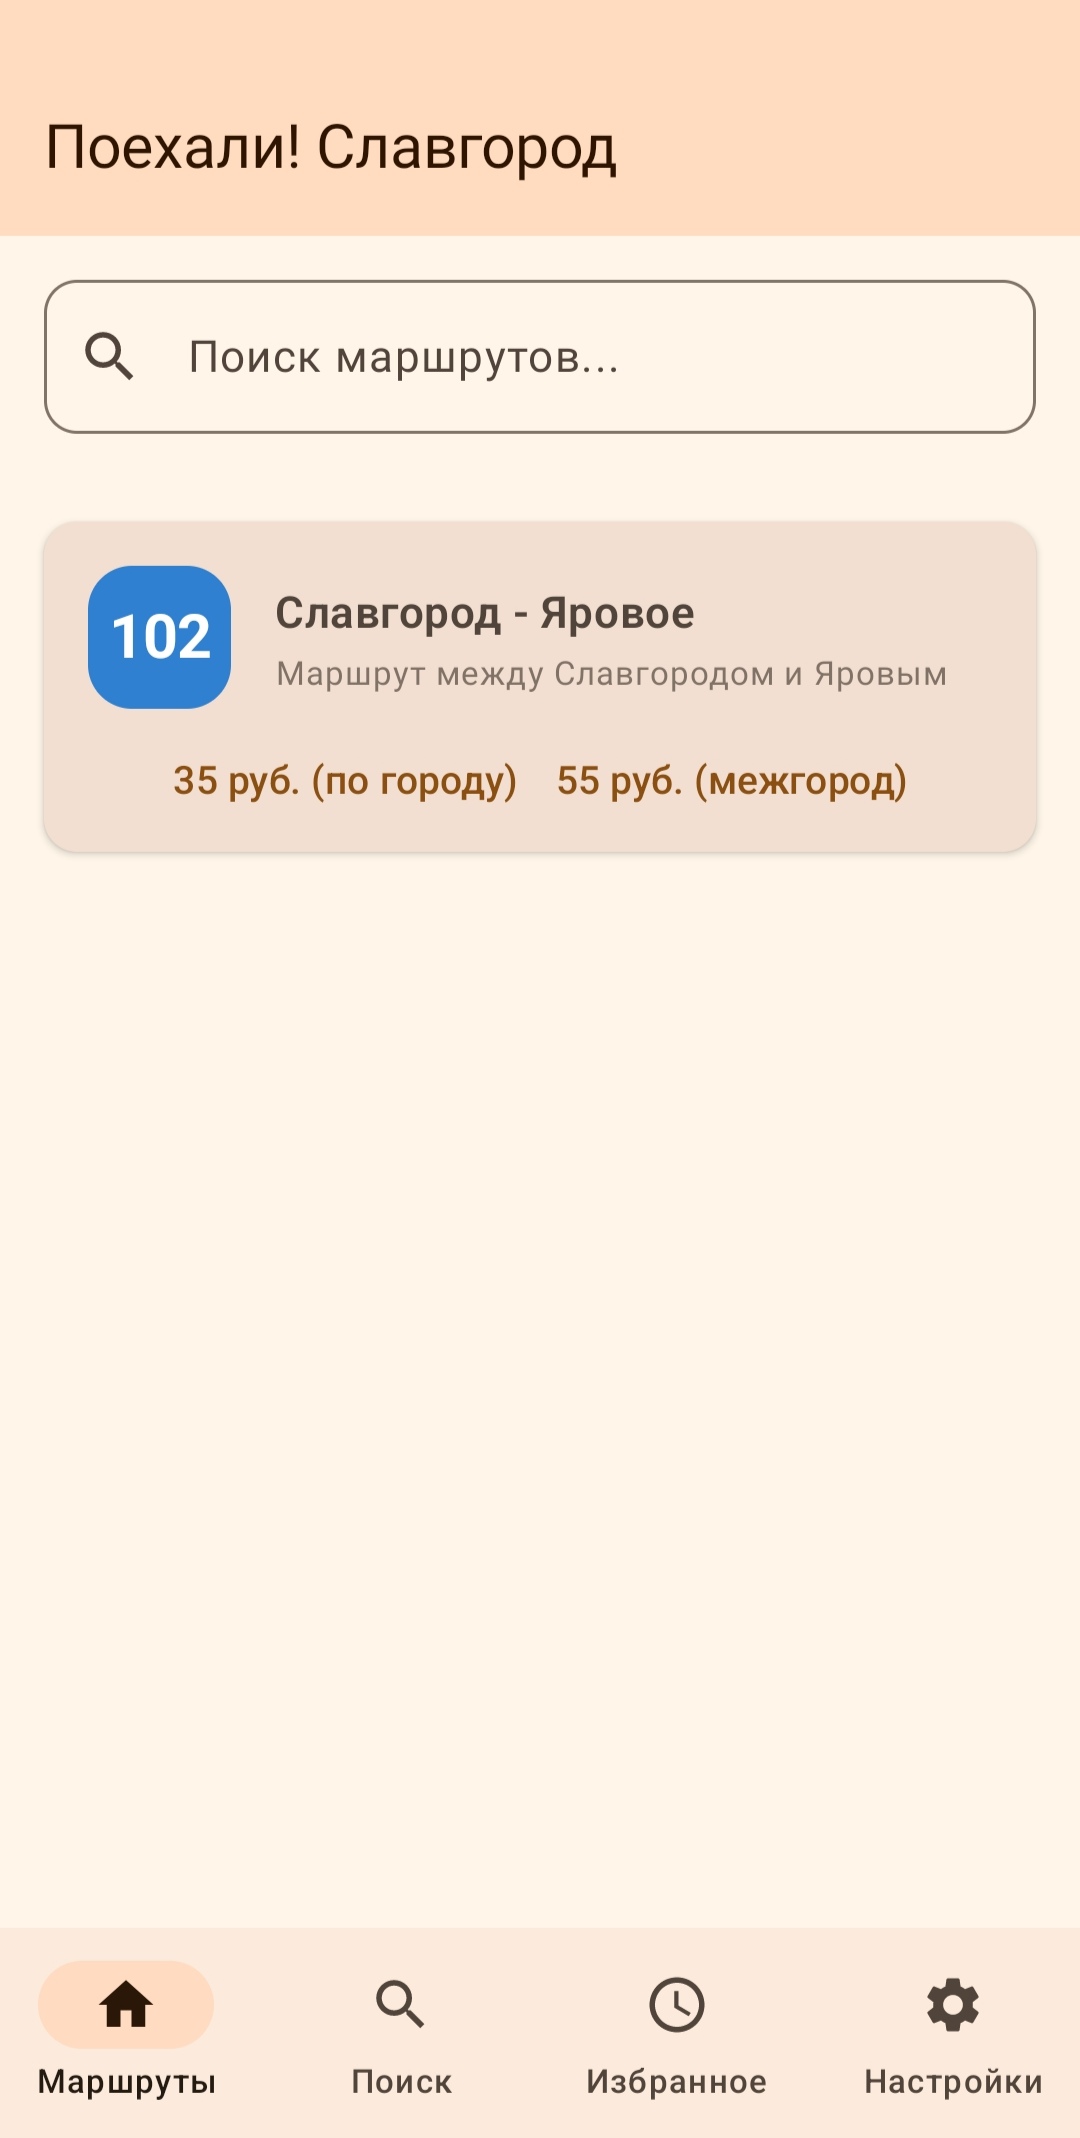 Поехали! Славгород
Поиск маршрутов...
102
Славгород - Яровое
Маршрут между Славгородом и Яровым
35 руб. (по городу) 55 руб. (межгород)
Маршруты Поиск Избранное Настройки